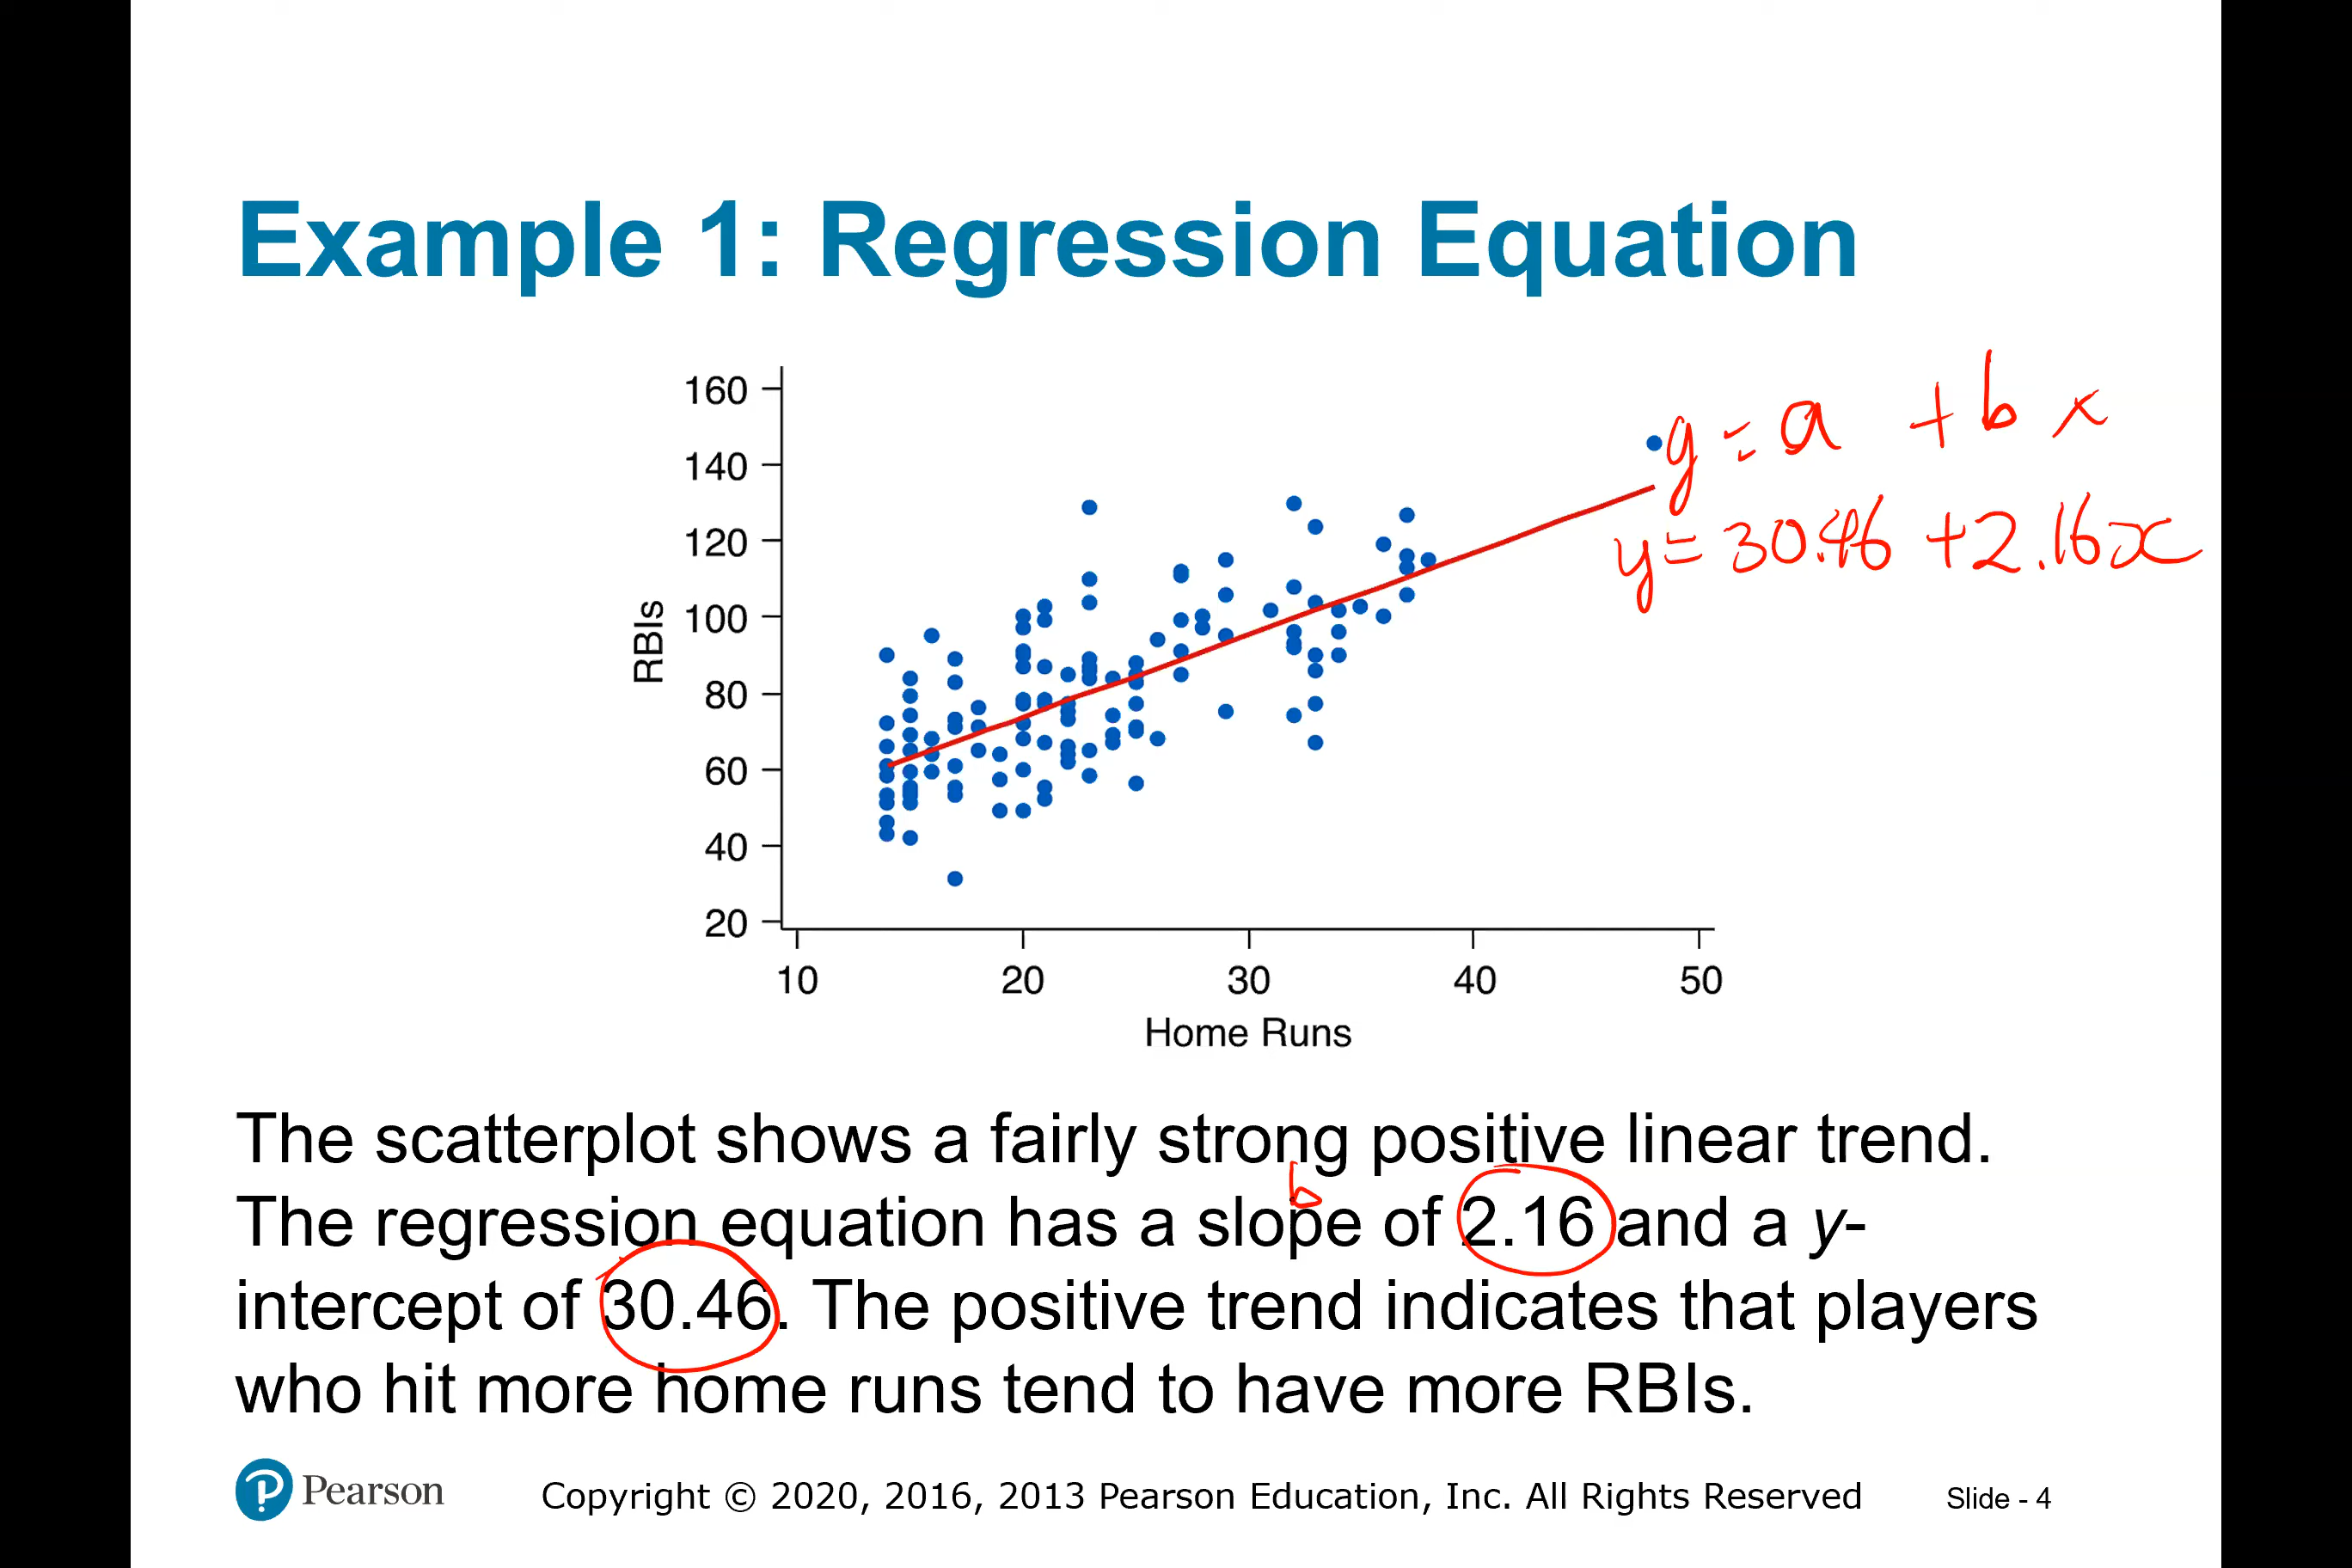 Example 1: Regression Equation
160
140
120
100
80
60
40
20
RBIs
10 20 30 40 50
Home Runs
y = a + b x
y = 30.46 + 2.16x
The scatterplot shows a fairly strong positive linear trend.
b
The regression equation has a slope of 2.16 and a y-
intercept of 30.46. The positive trend indicates that players
who hit more home runs tend to have more RBIs.
Pearson
Copyright © 2020, 2016, 2013 Pearson Education, Inc. All Rights Reserved
Slide - 4